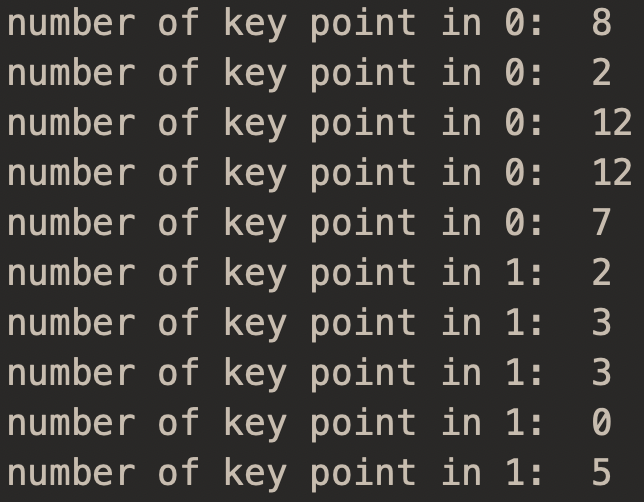 number of key point in 0:  8
number of key point in 0:  2
number of key point in 0:  12
number of key point in 0:  12
number of key point in 0:  7
number of key point in 1:  2
number of key point in 1:  3
number of key point in 1:  3
number of key point in 1:  0
number of key point in 1:  5